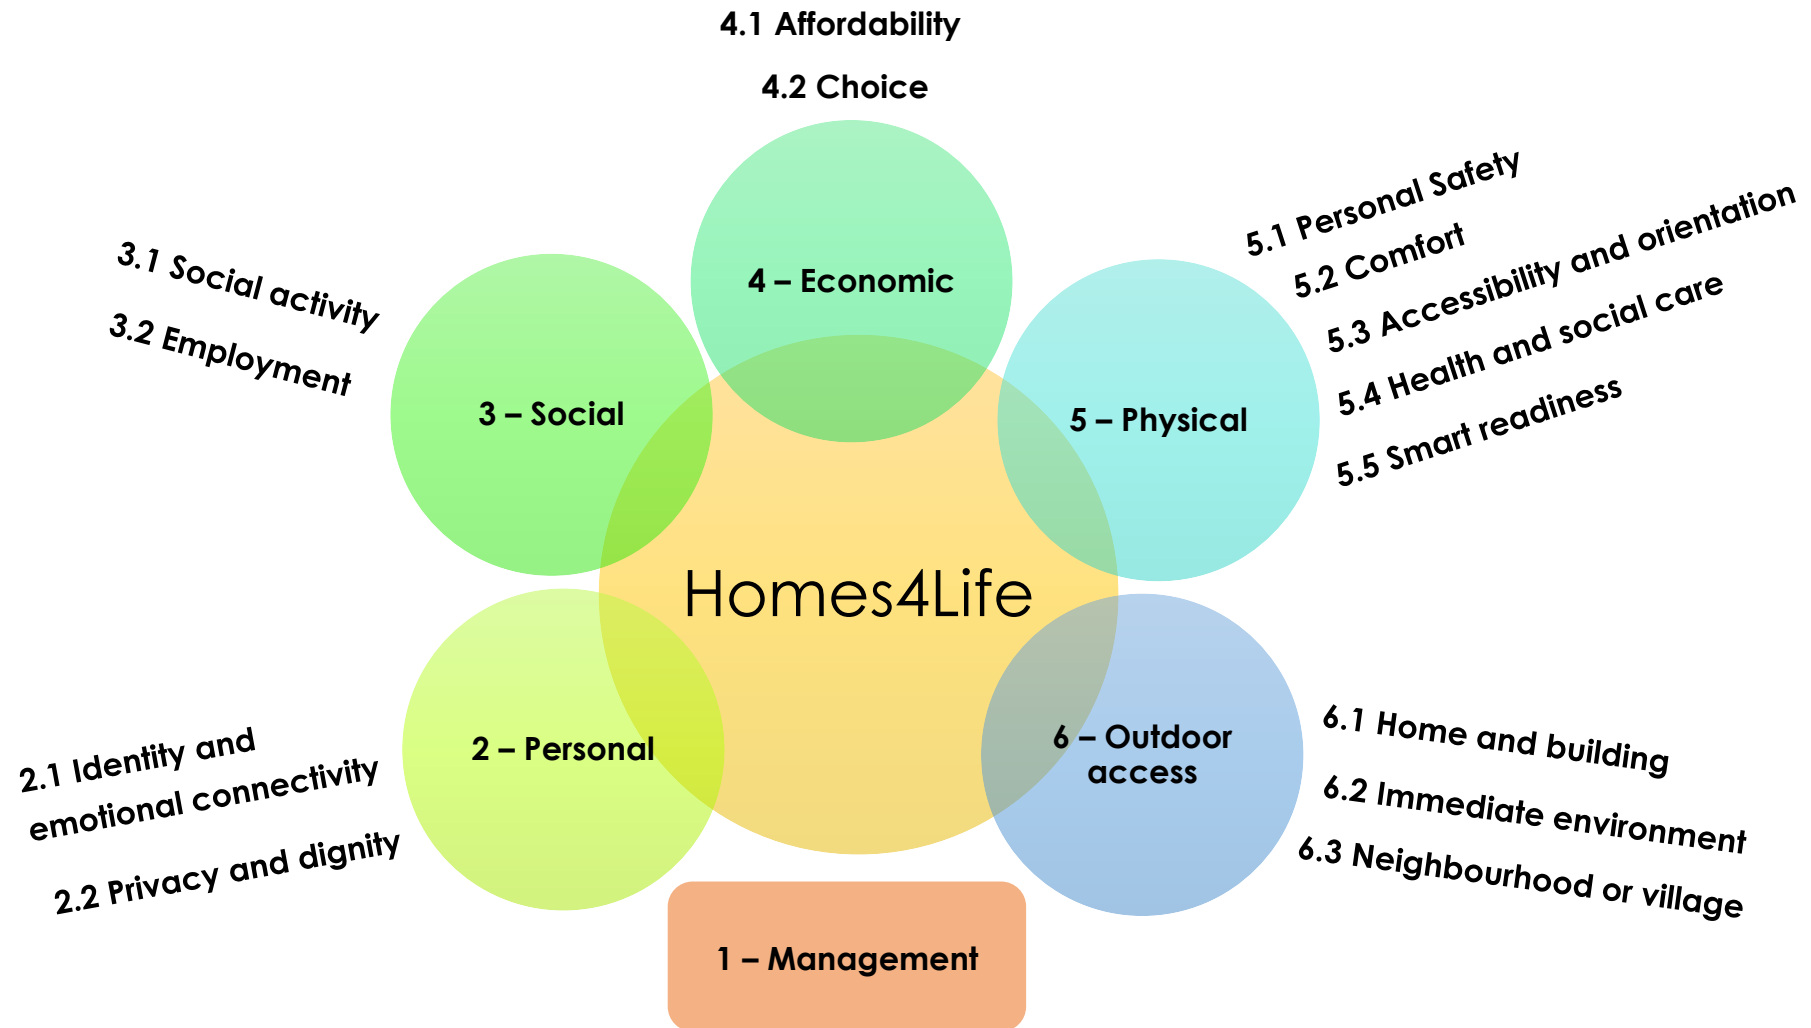 4.1 Affordability
4.2 Choice
4 – Economic
3.1 Social activity
3.2 Employment
3 – Social
5.1 Personal Safety
5.2 Comfort
5.3 Accessibility and orientation
5.4 Health and social care
5.5 Smart readiness
5 – Physical
Homes4Life
2.1 Identity and
emotional connectivity
2.2 Privacy and dignity
2 – Personal
6 – Outdoor
access
6.1 Home and building
6.2 Immediate environment
6.3 Neighbourhood or village
1 – Management